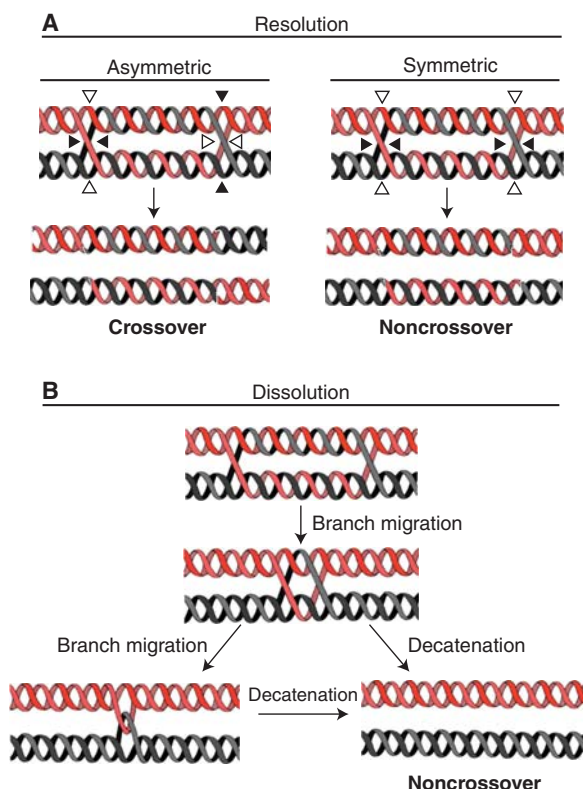 A
Resolution
Asymmetric
Symmetric
Crossover
Noncrossover
B
Dissolution
Branch migration
Branch migration
Decatenation
Decatenation
Noncrossover